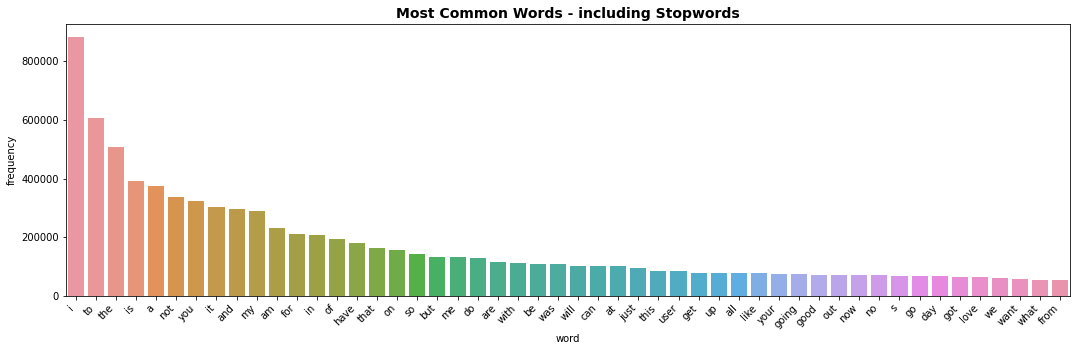 Most Common Words - including Stopwords
frequency
800000
600000
400000
200000
0
i to the is a not you it and my am for in of have that on so but me do are with be was will can at just this user get up all like your going good out now no s go day got love we want what from
word